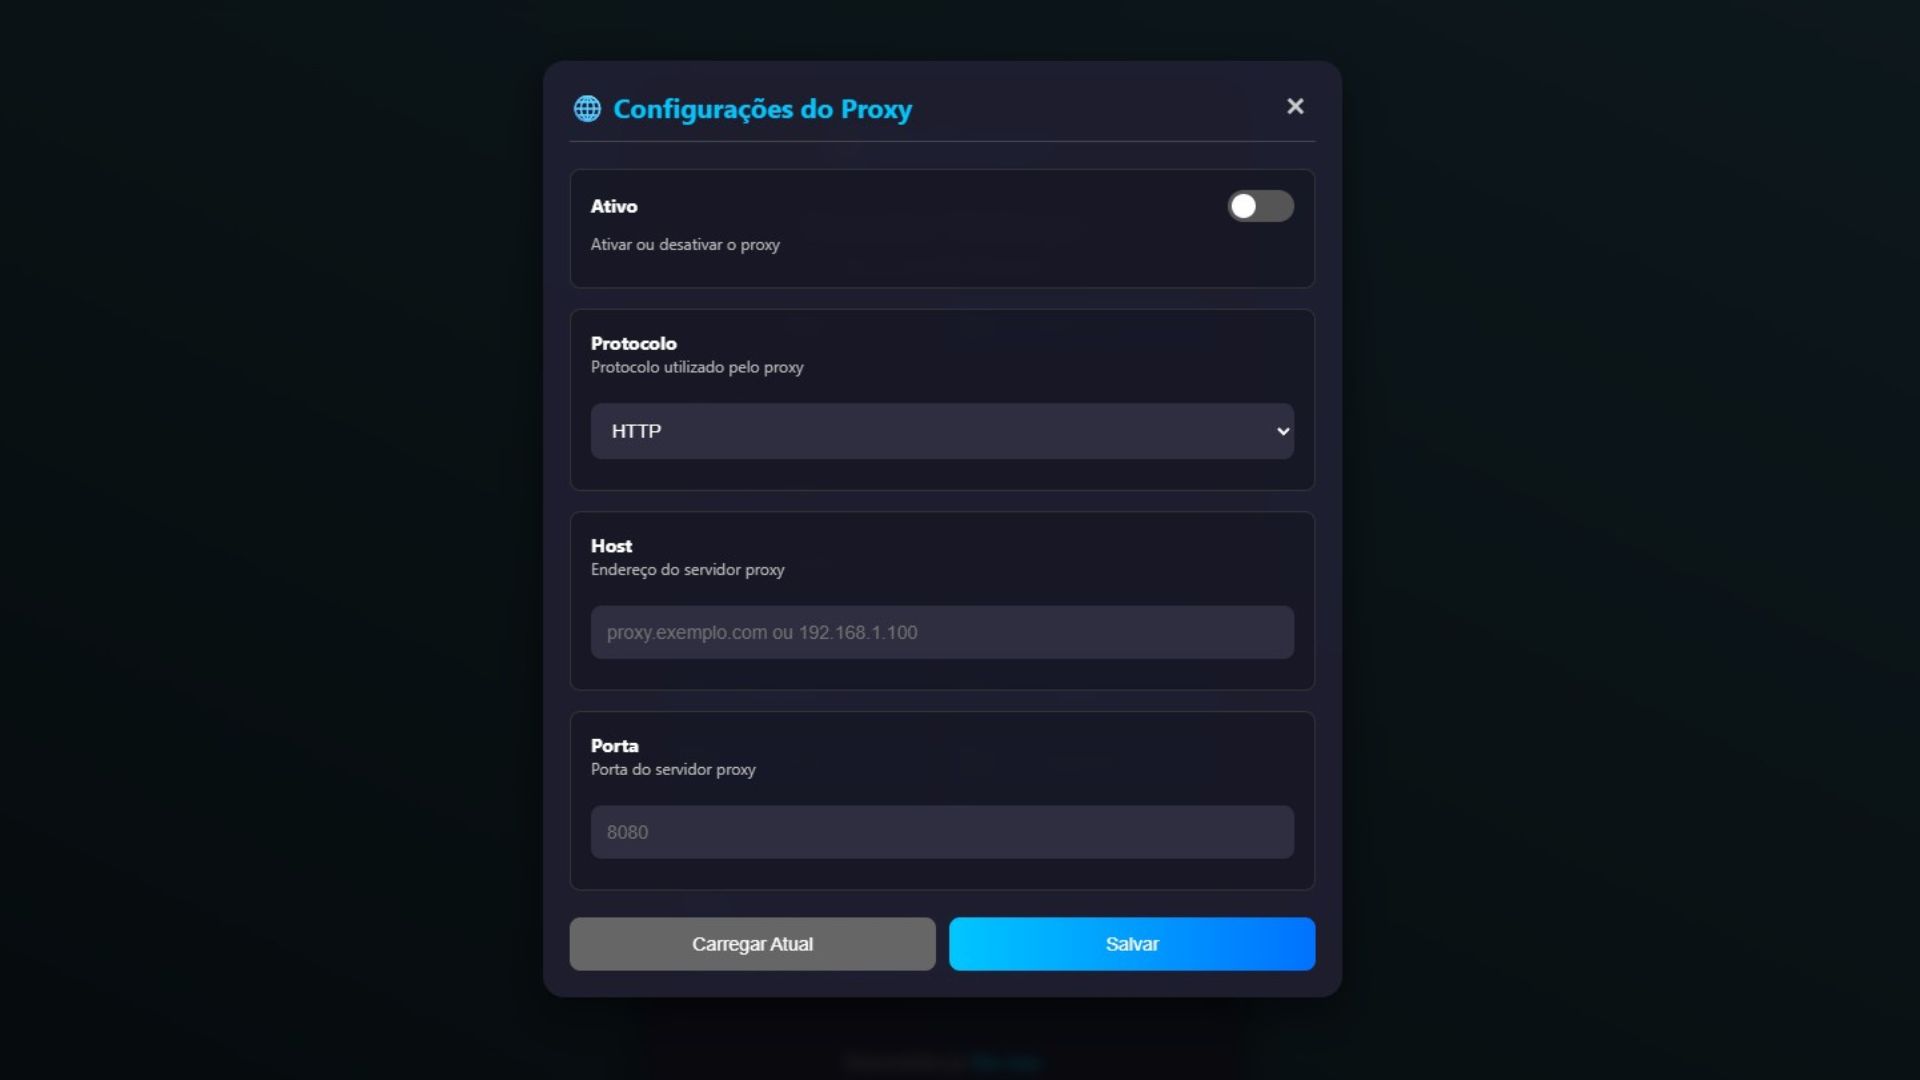 Configurações do Proxy
×
Ativo
Ativar ou desativar o proxy
Protocolo
Protocolo utilizado pelo proxy
HTTP
Host
Endereço do servidor proxy
proxy.exemplo.com ou 192.168.1.100
Porta
Porta do servidor proxy
8080
Carregar Atual
Salvar